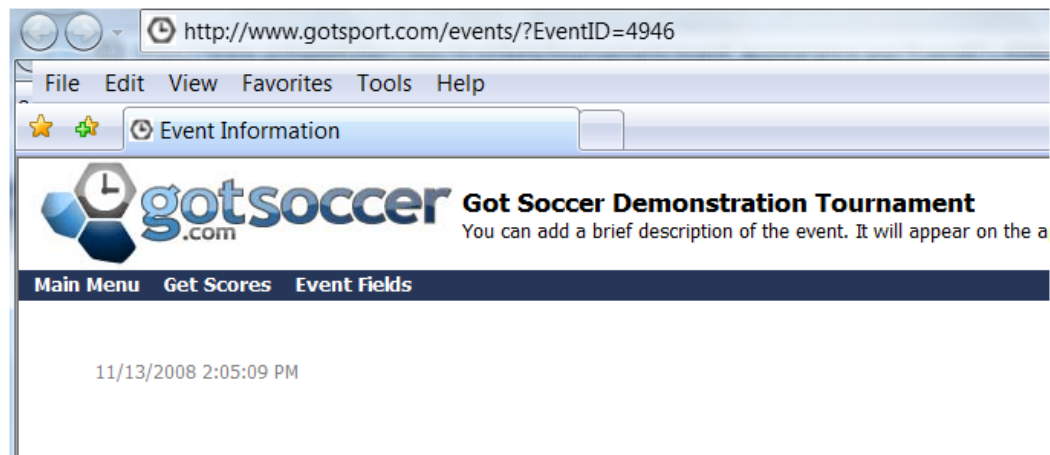 http://www.gotsport.com/events/?EventID=4946
File Edit View Favorites Tools Help
Event Information
gotsoccer
.com
Got Soccer Demonstration Tournament
You can add a brief description of the event. It will appear on the a
Main Menu Get Scores Event Fields
11/13/2008 2:05:09 PM